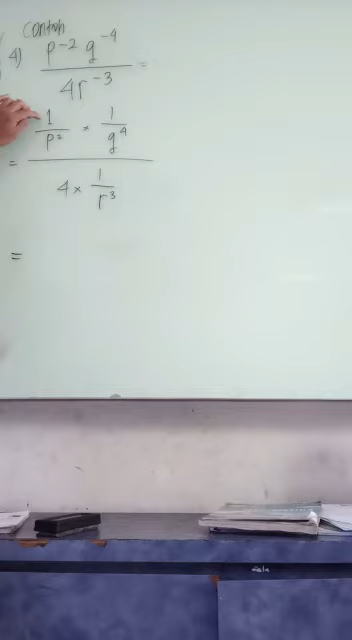 Contoh
4) p⁻² q⁻⁴ / 4r⁻³ =
= 1/p² × 1/q⁴ / 4 × 1/r³
=